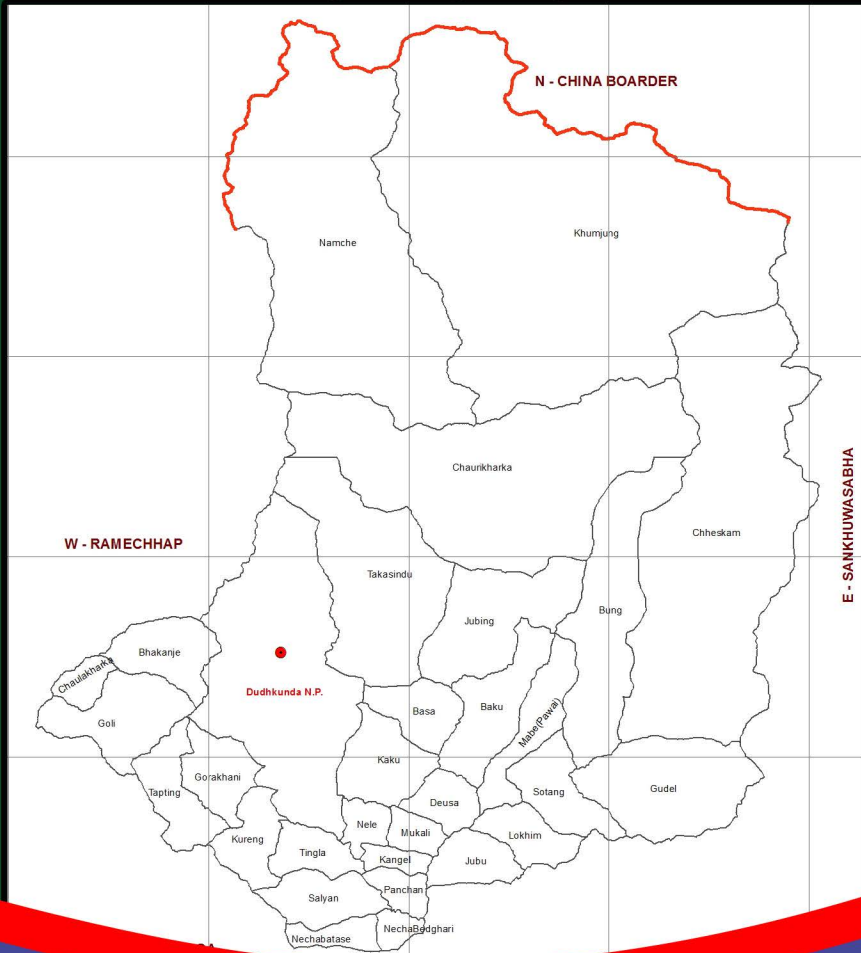 N - CHINA BOARDER
Namche
Khumjung
Chaurikharka
E - SANKHUWASABHA
Chheskam
W - RAMECHHAP
Takasindu
Bung
Jubing
Bhakanje
Chaulakharka
Dudhkunda N.P.
Goli
Basa
Baku
Mabe(Pawai)
Kaku
Gorakhani
Tapting
Sotang
Gudel
Deusa
Nele
Mukali
Lokhim
Kureng
Tingla
Kangel
Jubu
Panchan
Salyan
NechaBedghari
Nechabatase